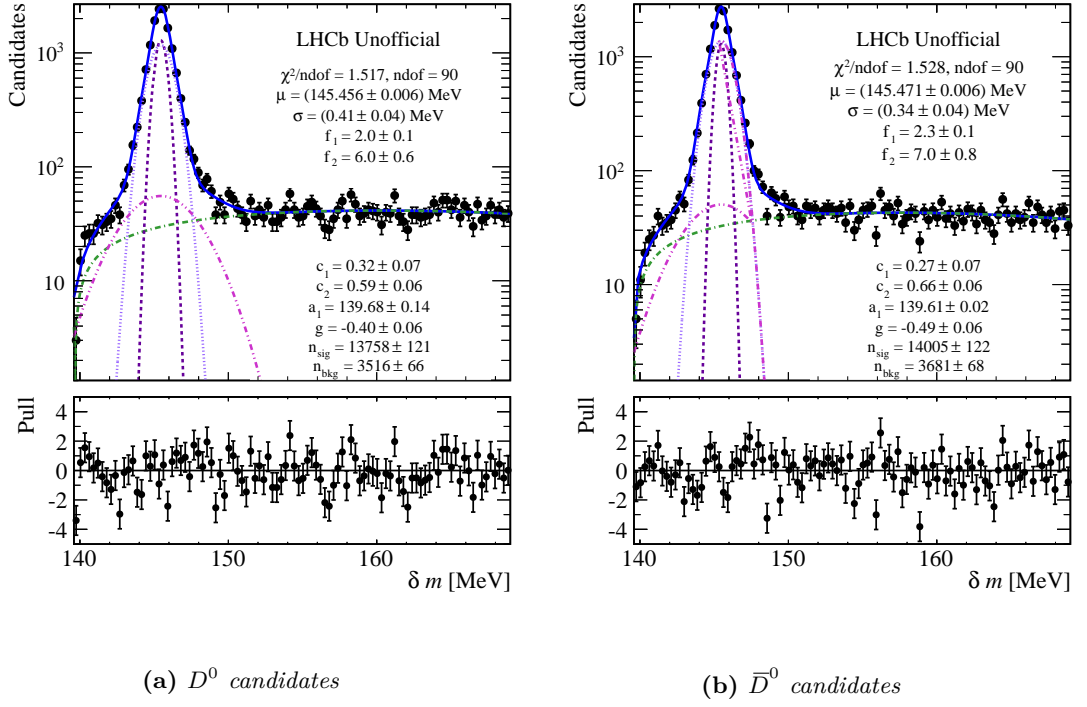 Candidates
10³
10²
10
LHCb Unofficial
χ²/ndof = 1.517, ndof = 90
μ = (145.456 ± 0.006) MeV
σ = (0.41 ± 0.04) MeV
f₁ = 2.0 ± 0.1
f₂ = 6.0 ± 0.6
c₁ = 0.32 ± 0.07
c₂ = 0.59 ± 0.06
a₁ = 139.68 ± 0.14
g = -0.40 ± 0.06
n_sig = 13758 ± 121
n_bkg = 3516 ± 66
Pull
4
2
0
-2
-4
140 150 160
δ m [MeV]
(a) D⁰ candidates
Candidates
10³
10²
10
LHCb Unofficial
χ²/ndof = 1.528, ndof = 90
μ = (145.471 ± 0.006) MeV
σ = (0.34 ± 0.04) MeV
f₁ = 2.3 ± 0.1
f₂ = 7.0 ± 0.8
c₁ = 0.27 ± 0.07
c₂ = 0.66 ± 0.06
a₁ = 139.61 ± 0.02
g = -0.49 ± 0.06
n_sig = 14005 ± 122
n_bkg = 3681 ± 68
Pull
4
2
0
-2
-4
140 150 160
δ m [MeV]
(b) D̅⁰ candidates